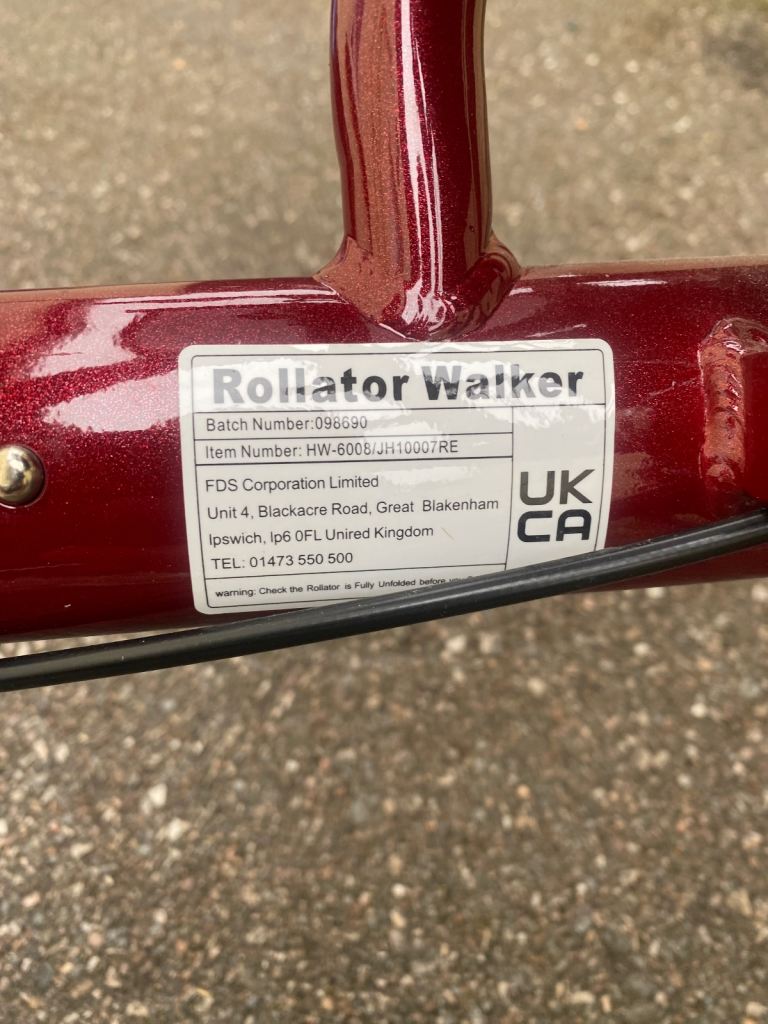 Rollator Walker
Batch Number:098690
Item Number: HW-6008/JH10007RE
FDS Corporation Limited
Unit 4, Blackacre Road, Great Blakenham
Ipswich, Ip6 0FL Unired Kingdom
TEL: 01473 550 500
UK
CA
warning: Check the Rollator is Fully Unfolded before